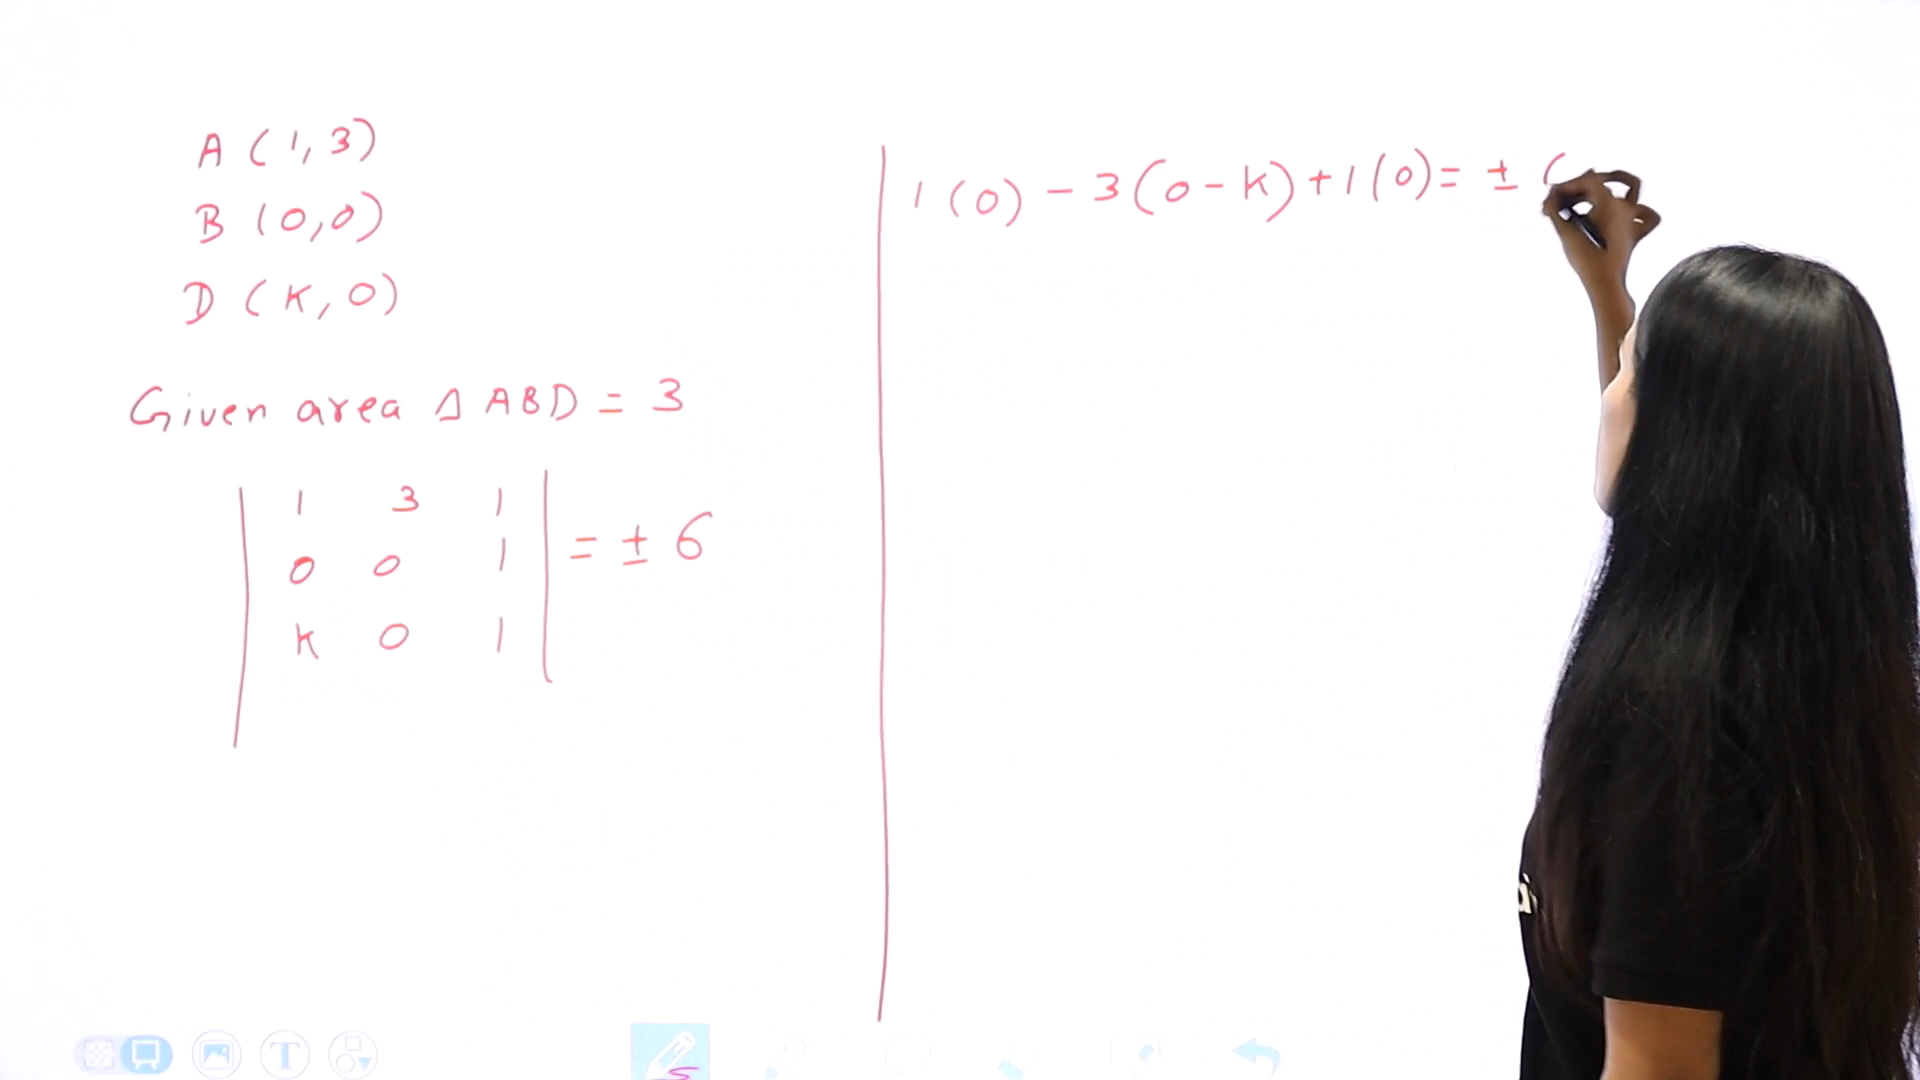 A (1,3)
B (0,0)
D (K,0)
Given area Δ ABD = 3
1 3 1
0 0 1
K 0 1
= ± 6
1(0) - 3(0-K) + 1(0) = ±
T